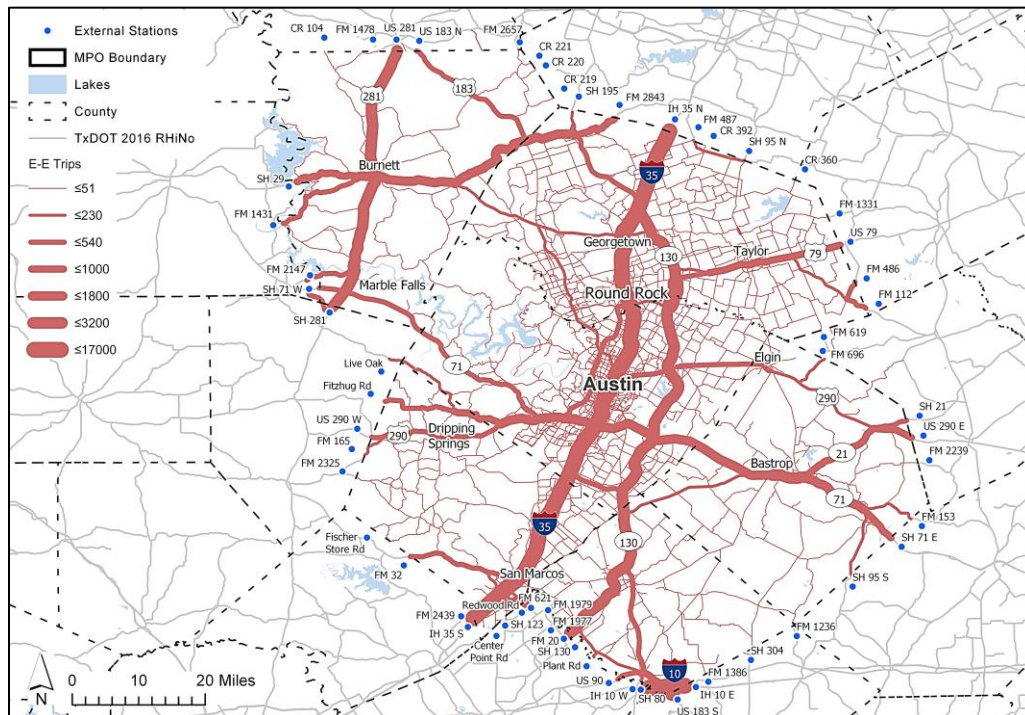 External Stations
MPO Boundary
Lakes
County
TxDOT 2016 RHiNo
E-E Trips
≤51
≤230
≤540
≤1000
≤1800
≤3200
≤17000
CR 104
FM 1478
US 281
US 183 N
FM 2657
CR 221
CR 220
CR 219
SH 195
FM 2843
IH 35 N
FM 487
CR 392
SH 95 N
CR 360
281
183
Burnett
35
SH 29
FM 1431
FM 1331
US 79
Georgetown
130
Taylor
79
FM 2147
SH 71 W
Marble Falls
Round Rock
FM 486
FM 112
SH 281
FM 619
FM 696
Live Oak
71
Elgin
Fitzhug Rd
Austin
290
SH 21
US 290 W
Dripping
Springs
290
US 290 E
FM 165
21
FM 2239
FM 2325
Bastrop
71
35
FM 153
Fischer
Store Rd
130
SH 71 E
FM 32
San Marcos
SH 95 S
Redwood Rd
FM 621
FM 1979
FM 2439
SH 123
FM 1977
IH 35 S
Center
Point Rd
FM 20
SH 130
FM 1236
Plant Rd
SH 304
10
FM 1386
US 90
IH 10 W
SH 80
IH 10 E
US 183 S
N
0 10 20 Miles